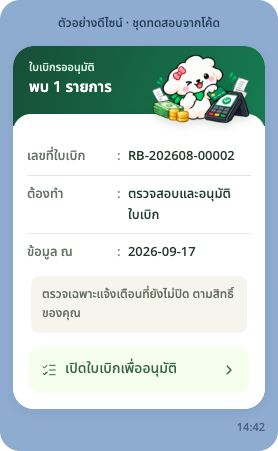 ตัวอย่างดีไซน์ · ชุดทดสอบจากโค้ด
ใบเบิกรออนุมัติ
พบ 1 รายการ
เลขที่ใบเบิก : RB-202608-00002
ต้องทำ : ตรวจสอบและอนุมัติ
ใบเบิก
ข้อมูล ณ : 2026-09-17
ตรวจเฉพาะแจ้งเตือนที่ยังไม่ปิด ตามสิทธิ์
ของคุณ
เปิดใบเบิกเพื่ออนุมัติ
14:42